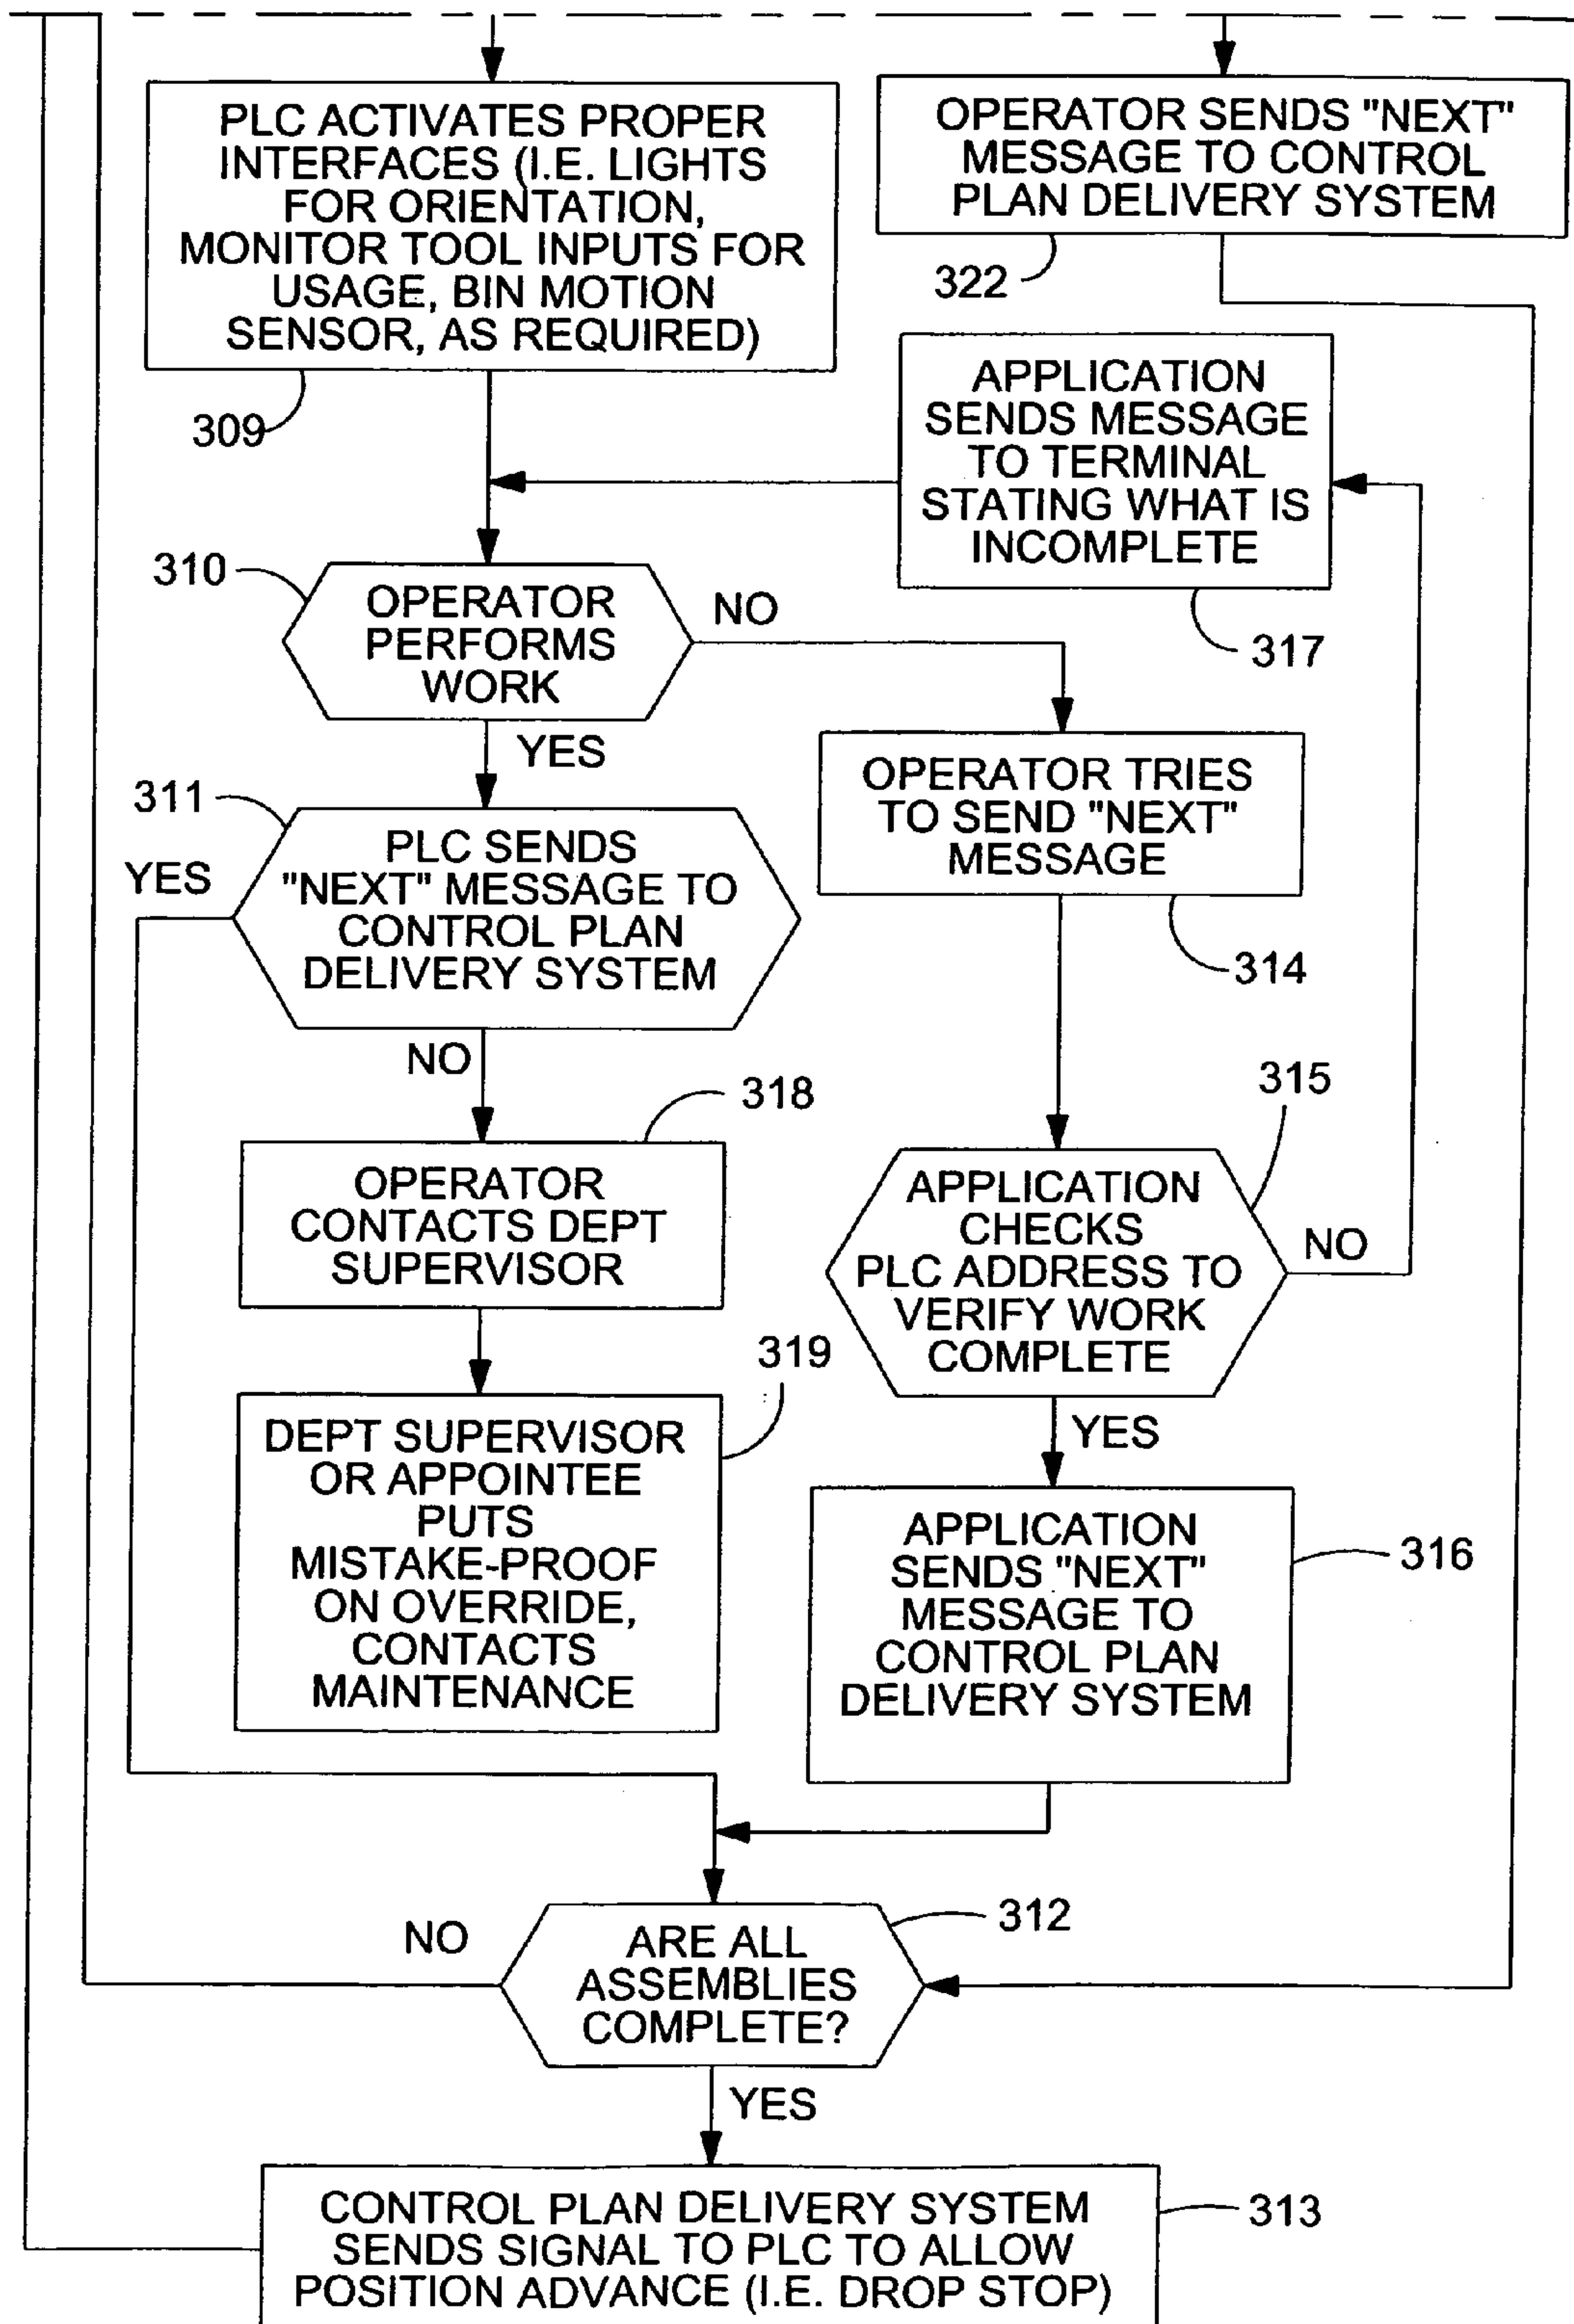 PLC ACTIVATES PROPER
INTERFACES (I.E. LIGHTS
FOR ORIENTATION,
MONITOR TOOL INPUTS FOR
USAGE, BIN MOTION
SENSOR, AS REQUIRED)
309
OPERATOR SENDS "NEXT"
MESSAGE TO CONTROL
PLAN DELIVERY SYSTEM
322
APPLICATION
SENDS MESSAGE
TO TERMINAL
STATING WHAT IS
INCOMPLETE
317
310
OPERATOR
PERFORMS
WORK
NO
YES
OPERATOR TRIES
TO SEND "NEXT"
MESSAGE
314
311
YES
PLC SENDS
"NEXT" MESSAGE TO
CONTROL PLAN
DELIVERY SYSTEM
NO
318
OPERATOR
CONTACTS DEPT
SUPERVISOR
315
APPLICATION
CHECKS
PLC ADDRESS TO
VERIFY WORK
COMPLETE
NO
YES
319
DEPT SUPERVISOR
OR APPOINTEE
PUTS
MISTAKE-PROOF
ON OVERRIDE,
CONTACTS
MAINTENANCE
APPLICATION
SENDS "NEXT"
MESSAGE TO
CONTROL PLAN
DELIVERY SYSTEM
316
312
NO
ARE ALL
ASSEMBLIES
COMPLETE?
YES
CONTROL PLAN DELIVERY SYSTEM
SENDS SIGNAL TO PLC TO ALLOW
POSITION ADVANCE (I.E. DROP STOP)
313